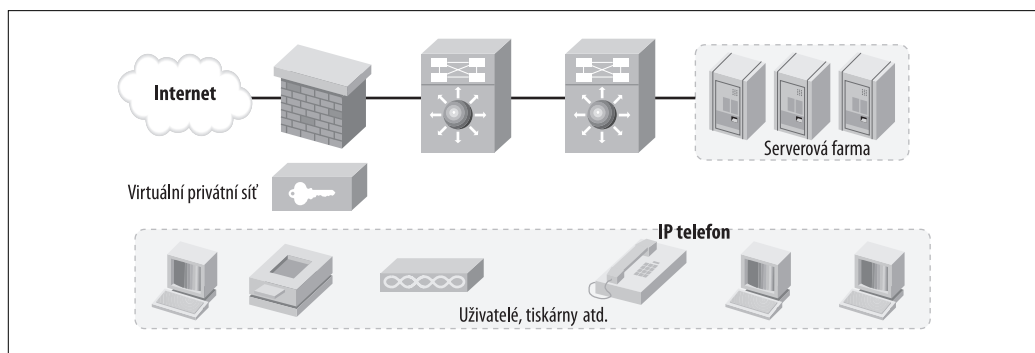 Internet
Serverová farma
Virtuální privátní síť
IP telefon
Uživatelé, tiskárny atd.